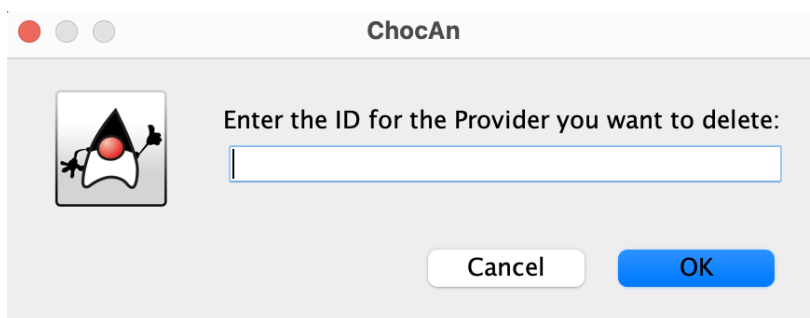 ChocAn
Enter the ID for the Provider you want to delete:
Cancel
OK